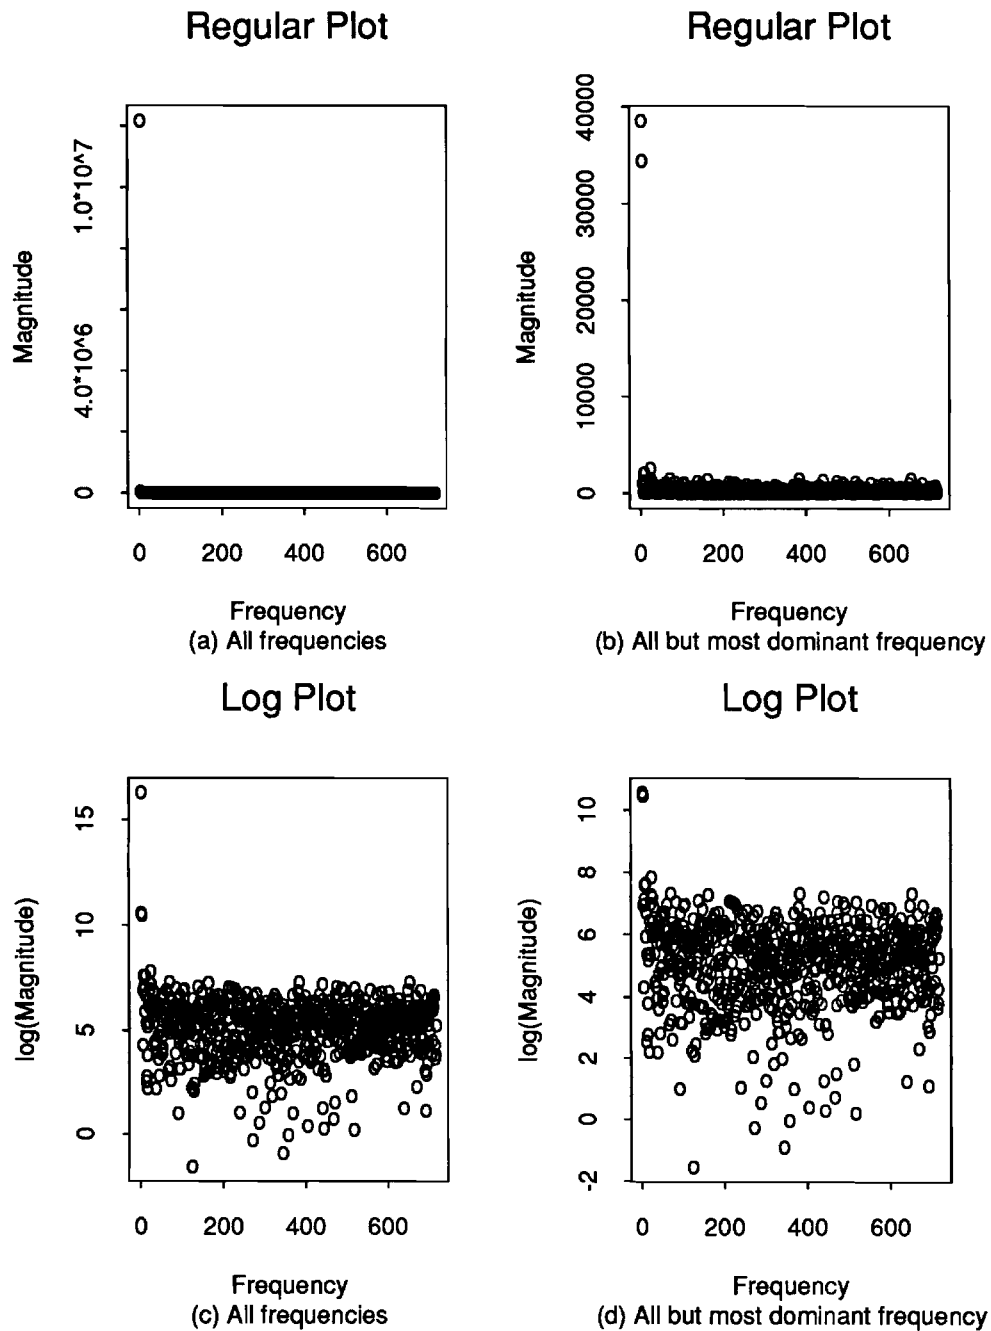 Regular Plot
Regular Plot
Magnitude
0
4.0*10^6
1.0*10^7
0 200 400 600
Frequency
(a) All frequencies
Magnitude
0 10000 20000 30000 40000
0 200 400 600
Frequency
(b) All but most dominant frequency
Log Plot
Log Plot
log(Magnitude)
0 5 10 15
0 200 400 600
Frequency
(c) All frequencies
log(Magnitude)
-2 0 2 4 6 8 10
0 200 400 600
Frequency
(d) All but most dominant frequency